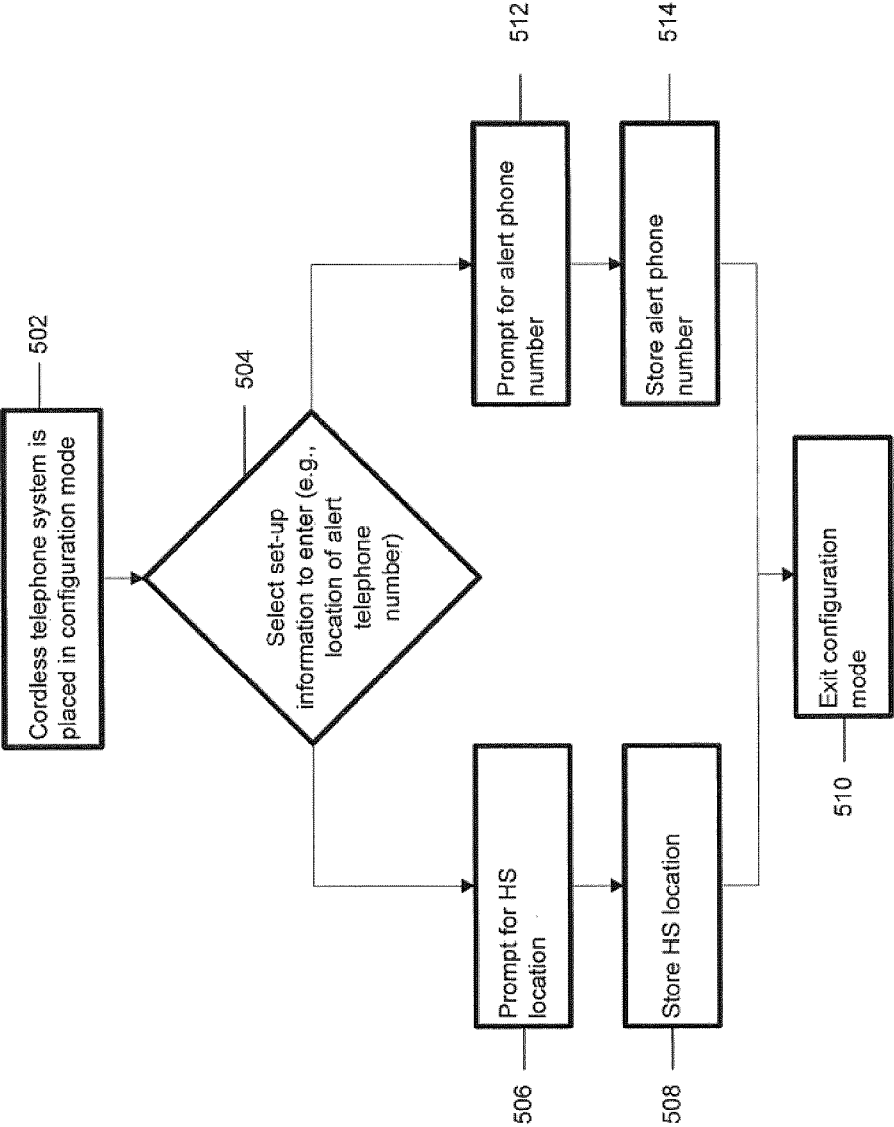 Cordless telephone system is
placed in configuration mode
502
504
Select set-up
information to enter (e.g.,
location of alert
telephone
number)
Prompt for HS
location
506
Store HS location
508
Prompt for alert phone
number
512
Store alert phone
number
514
Exit configuration
mode
510